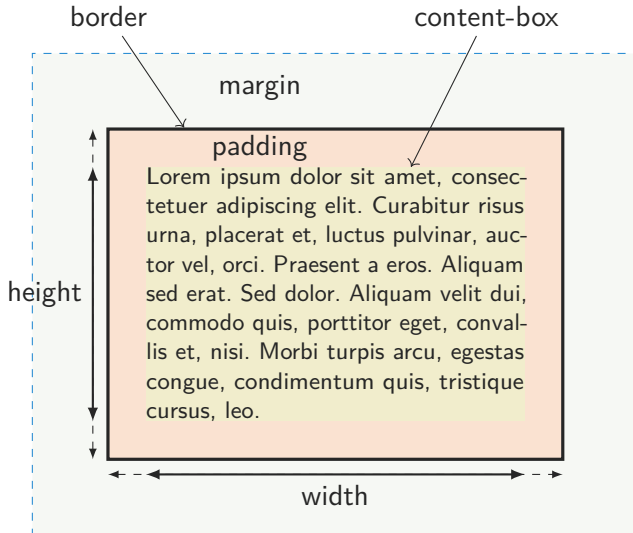 border
content-box
margin
padding
Lorem ipsum dolor sit amet, consec-
tetuer adipiscing elit. Curabitur risus
urna, placerat et, luctus pulvinar, auc-
tor vel, orci. Praesent a eros. Aliquam
sed erat. Sed dolor. Aliquam velit dui,
commodo quis, porttitor eget, conval-
lis et, nisi. Morbi turpis arcu, egestas
congue, condimentum quis, tristique
cursus, leo.
height
width